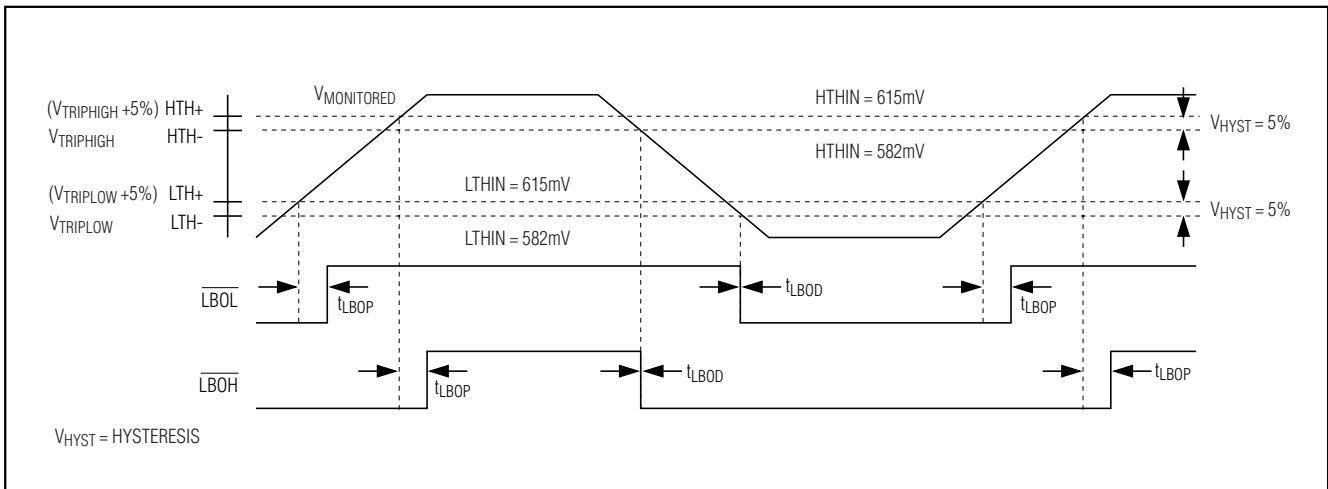 (VTRIPHIGH +5%) HTH+
VMONITORED
HTHIN = 615mV
VTRIPHIGH HTH-
VHYST = 5%
HTHIN = 582mV
(VTRIPLOW +5%) LTH+
LTHIN = 615mV
VTRIPLOW LTH-
VHYST = 5%
LTHIN = 582mV
LBOL
tLBOP
tLBOD
tLBOP
LBOH
tLBOP
tLBOD
tLBOP
VHYST = HYSTERESIS